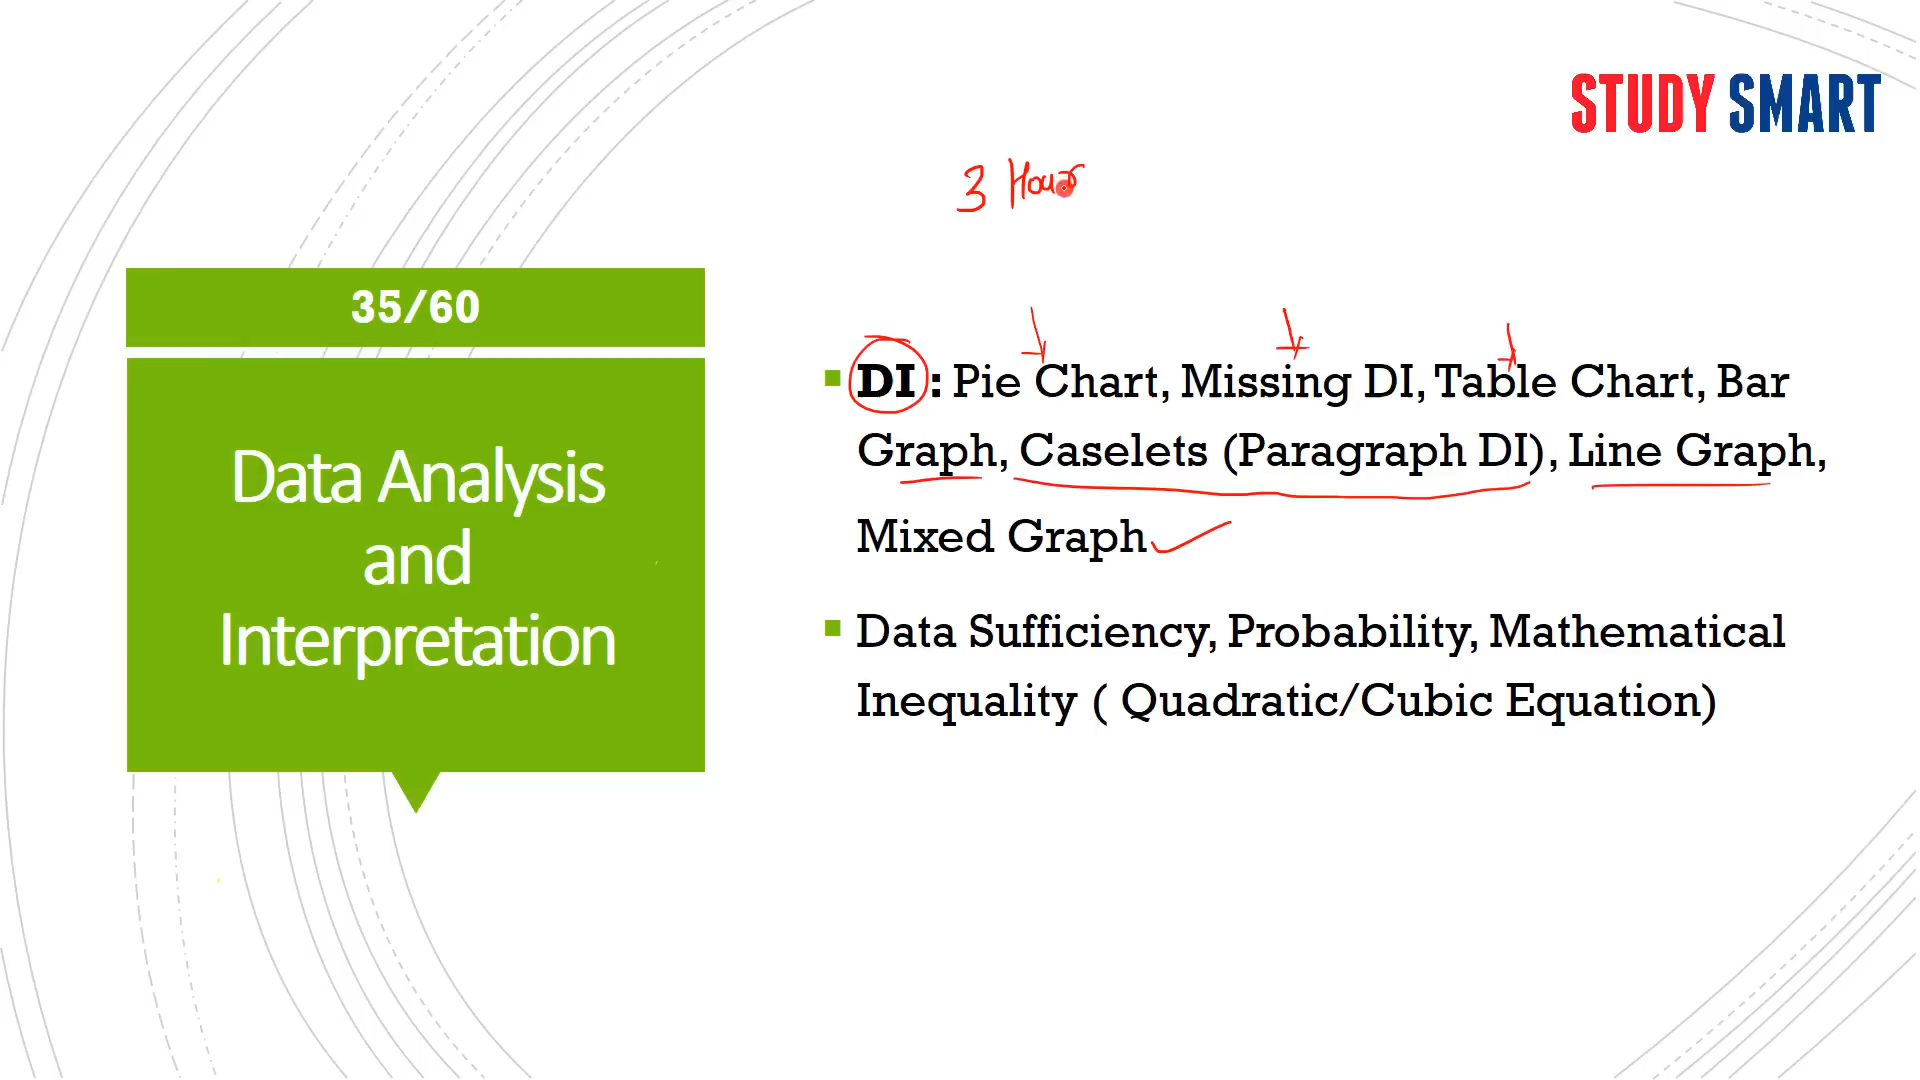 STUDY SMART
3 Hour
35/60
Data Analysis
and
Interpretation
DI : Pie Chart, Missing DI, Table Chart, Bar
Graph, Caselets (Paragraph DI), Line Graph,
Mixed Graph
Data Sufficiency, Probability, Mathematical
Inequality ( Quadratic/Cubic Equation)